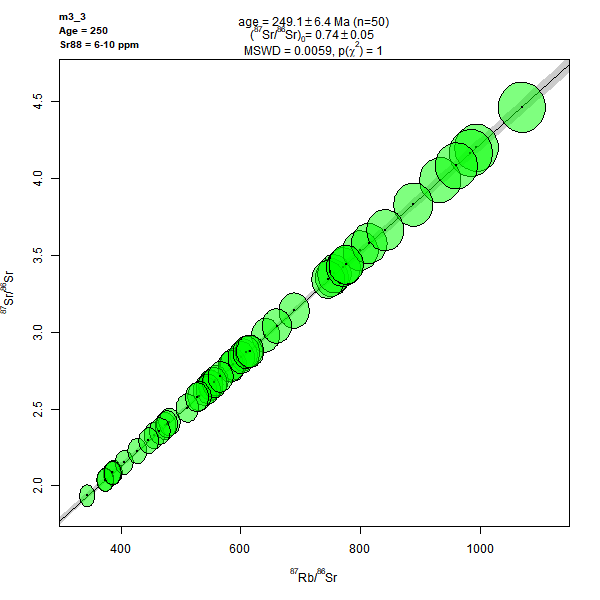 m3_3
Age = 250
Sr88 = 6-10 ppm
age = 249.1 ± 6.4 Ma (n=50)
(⁸⁷Sr/⁸⁶Sr)₀= 0.74 ± 0.05
MSWD = 0.0059, p(χ²) = 1
4.5
4.0
3.5
3.0
2.5
2.0
⁸⁷Sr/⁸⁶Sr
400 600 800 1000
⁸⁷Rb/⁸⁶Sr